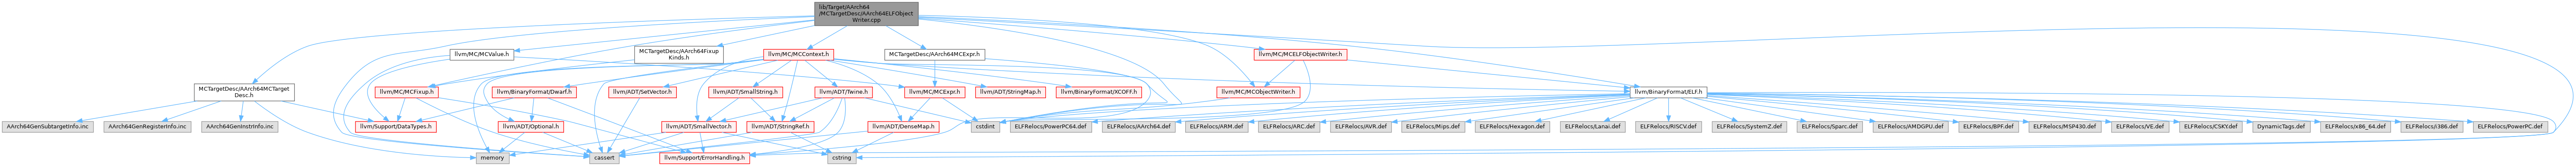 lib/Target/AArch64
/MCTargetDesc/AArch64ELFObject
Writer.cpp
llvm/MC/MCValue.h
MCTargetDesc/AArch64Fixup
Kinds.h
llvm/MC/MCContext.h
MCTargetDesc/AArch64MCExpr.h
llvm/MC/MCELFObjectWriter.h
MCTargetDesc/AArch64MCTarget
Desc.h
llvm/MC/MCFixup.h
llvm/BinaryFormat/Dwarf.h
llvm/ADT/SetVector.h
llvm/ADT/SmallString.h
llvm/ADT/Twine.h
llvm/MC/MCExpr.h
llvm/ADT/StringMap.h
llvm/BinaryFormat/XCOFF.h
llvm/MC/MCObjectWriter.h
llvm/BinaryFormat/ELF.h
AArch64GenSubtargetInfo.inc
AArch64GenRegisterInfo.inc
AArch64GenInstrInfo.inc
llvm/Support/DataTypes.h
llvm/ADT/Optional.h
llvm/ADT/SmallVector.h
llvm/ADT/StringRef.h
llvm/ADT/DenseMap.h
cstdint
ELFRelocs/PowerPC64.def
ELFRelocs/AArch64.def
ELFRelocs/ARM.def
ELFRelocs/ARC.def
ELFRelocs/AVR.def
ELFRelocs/Mips.def
ELFRelocs/Hexagon.def
ELFRelocs/Lanai.def
ELFRelocs/RISCV.def
ELFRelocs/SystemZ.def
ELFRelocs/Sparc.def
ELFRelocs/AMDGPU.def
ELFRelocs/BPF.def
ELFRelocs/MSP430.def
ELFRelocs/VE.def
ELFRelocs/CSKY.def
DynamicTags.def
ELFRelocs/x86_64.def
ELFRelocs/i386.def
ELFRelocs/PowerPC.def
memory
cassert
llvm/Support/ErrorHandling.h
cstring